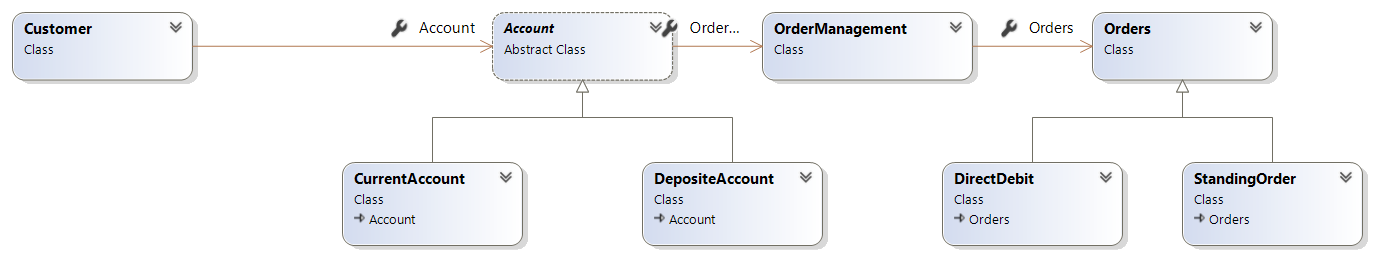 Customer
Class
Account
Account
Abstract Class
Order...
OrderManagement
Class
Orders
Orders
Class
CurrentAccount
Class
Account
DepositeAccount
Class
Account
DirectDebit
Class
Orders
StandingOrder
Class
Orders